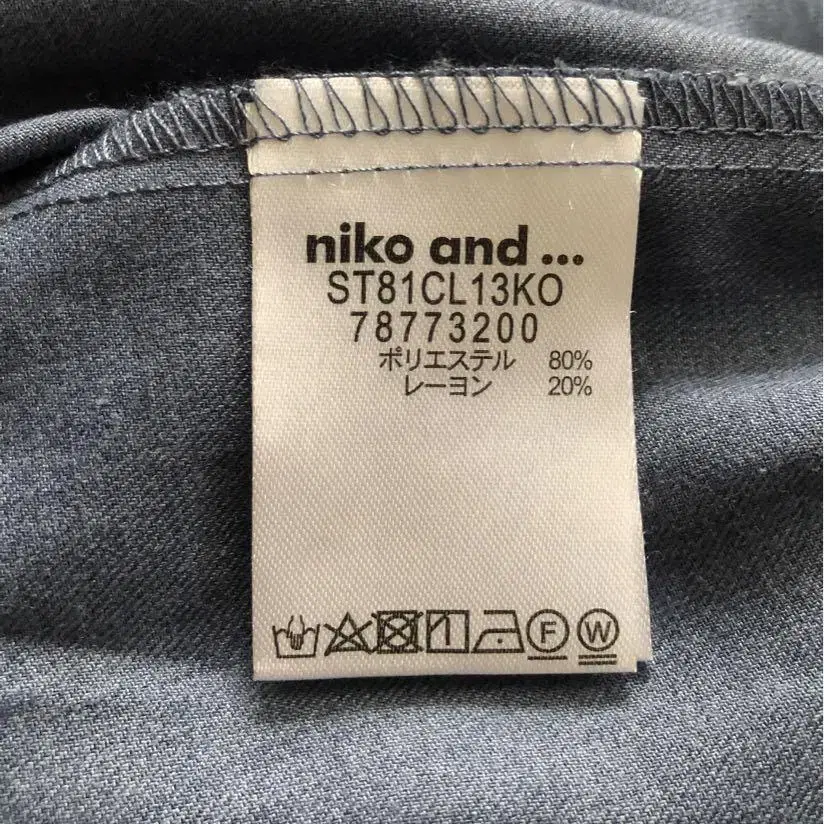 niko and ...
ST81CL13KO
78773200
ポリエステル 80%
レーヨン 20%
F W